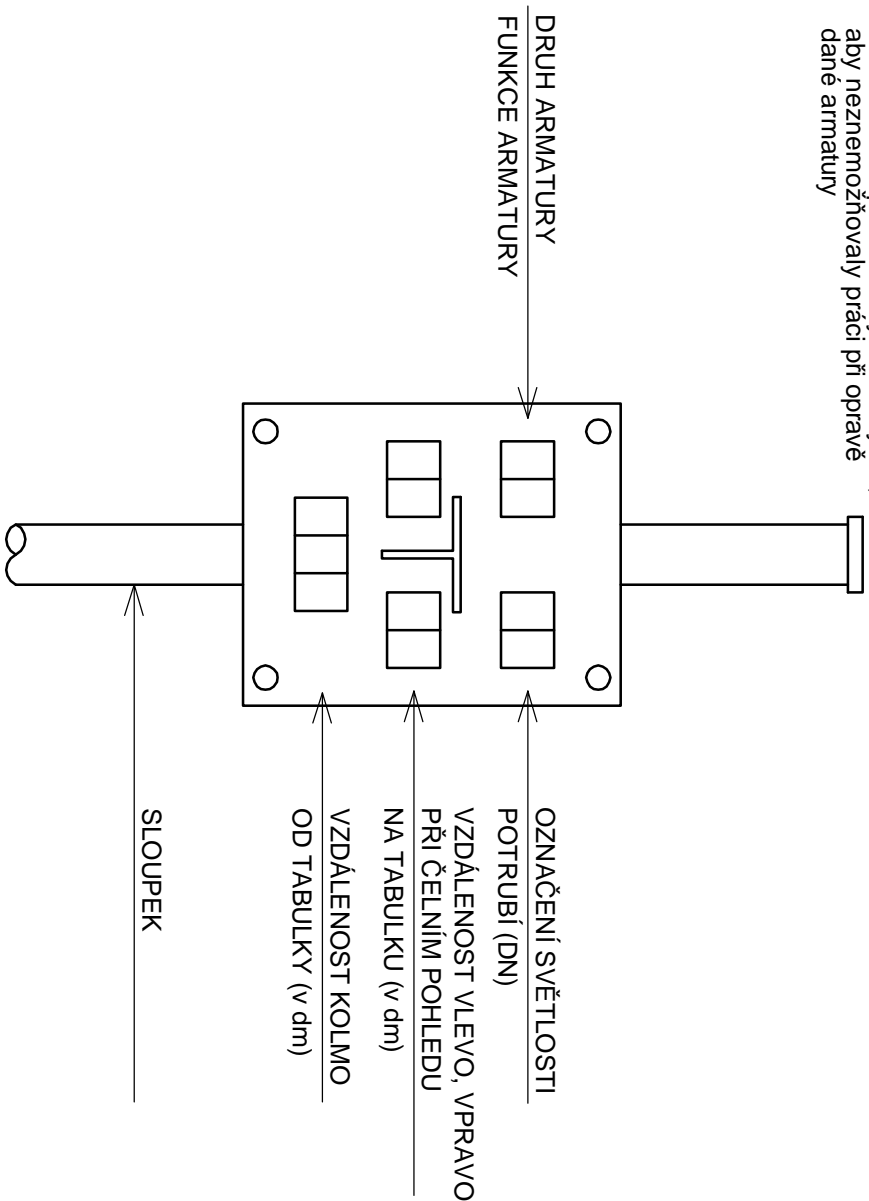 aby neznemožňovaly práci při opravě
dané armatury
DRUH ARMATURY
FUNKCE ARMATURY
OZNAČENÍ SVĚTLOSTI
POTRUBÍ (DN)
VZDÁLENOST VLEVO, VPRAVO
PŘI ČELNÍM POHLEDU
NA TABULKU (v dm)
VZDÁLENOST KOLMO
OD TABULKY (v dm)
SLOUPEK